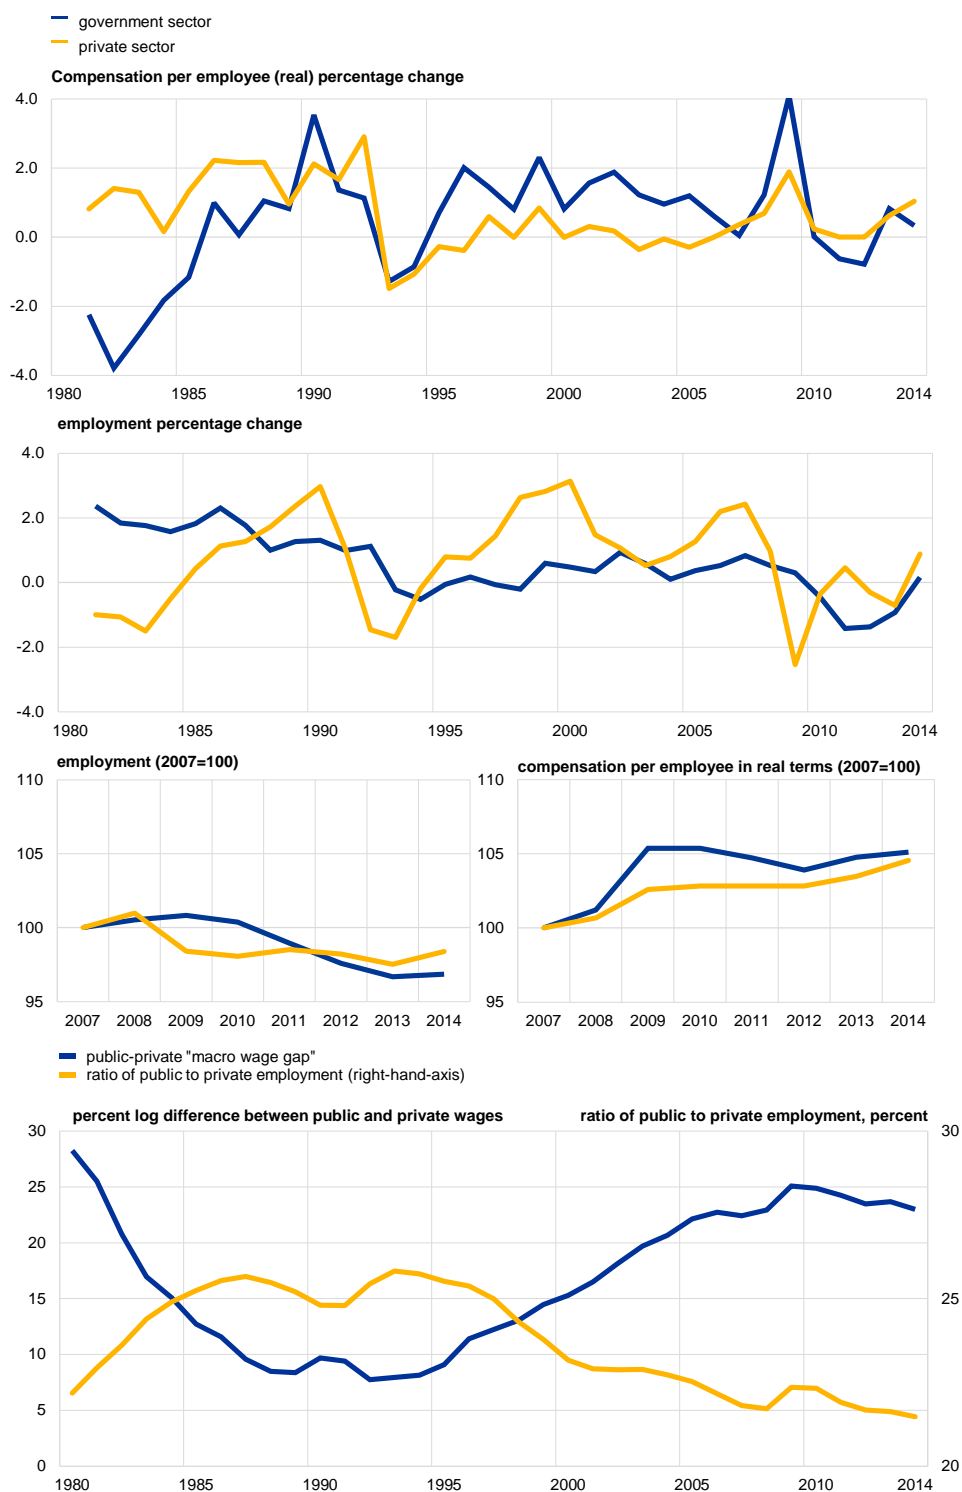 government sector
private sector
Compensation per employee (real) percentage change
4.0
2.0
0.0
-2.0
-4.0
1980 1985 1990 1995 2000 2005 2010 2014
employment percentage change
4.0
2.0
0.0
-2.0
-4.0
1980 1985 1990 1995 2000 2005 2010 2014
employment (2007=100)
110
105
100
95
2007 2008 2009 2010 2011 2012 2013 2014
compensation per employee in real terms (2007=100)
110
105
100
95
2007 2008 2009 2010 2011 2012 2013 2014
public-private "macro wage gap"
ratio of public to private employment (right-hand-axis)
percent log difference between public and private wages
ratio of public to private employment, percent
30 30
25
20
15 25
10
5
0 20
1980 1985 1990 1995 2000 2005 2010 2014